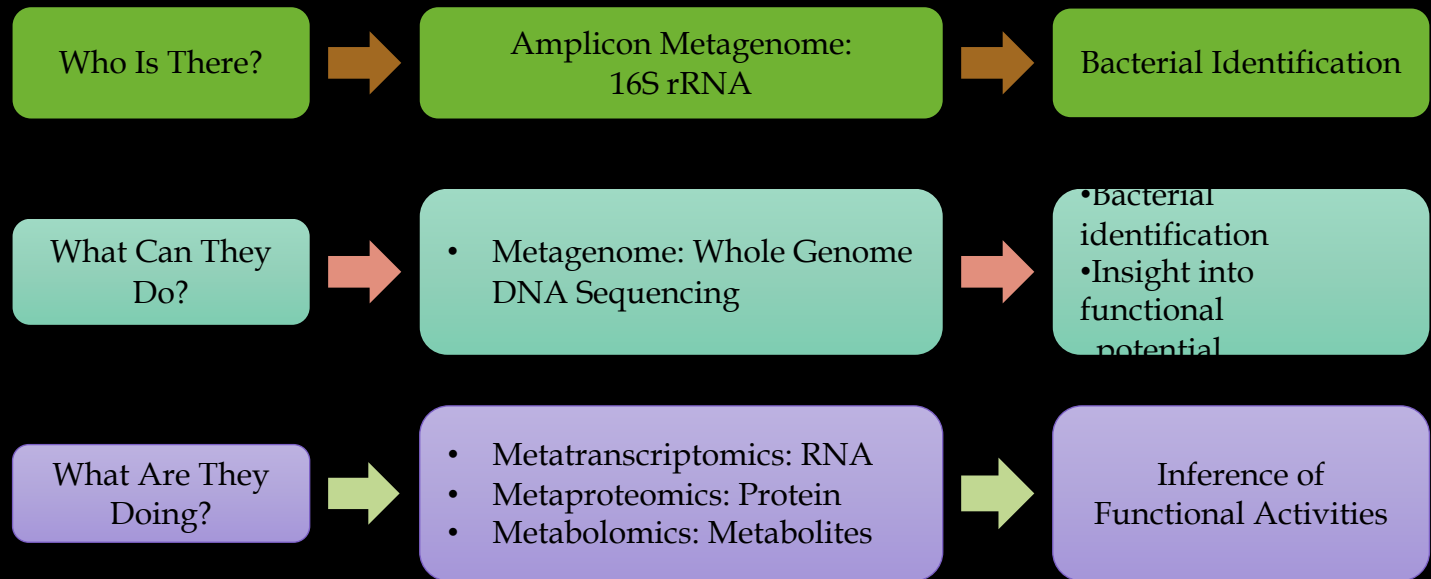 Who Is There?
Amplicon Metagenome:
16S rRNA
Bacterial Identification
What Can They
Do?
• Metagenome: Whole Genome
DNA Sequencing
•Bacterial
identification
•Insight into
functional
potential
What Are They
Doing?
• Metatranscriptomics: RNA
• Metaproteomics: Protein
• Metabolomics: Metabolites
Inference of
Functional Activities